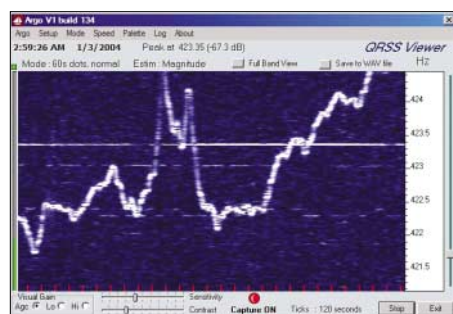 Argo V1 build 134
Argo Setup Mode Speed Palette Log About
2:59:26 AM 1/3/2004 Peak at 423.35 (-67.3 dB) QRSS Viewer
Mode : 60s dots, normal Estim : Magnitude Full Band View Save to WAV file Hz
424
423.5
423
422.5
422
421.5
Visual Gain
Sensitivity
Agc Lo Hi
Contrast Capture ON Ticks : 120 seconds Stop Exit